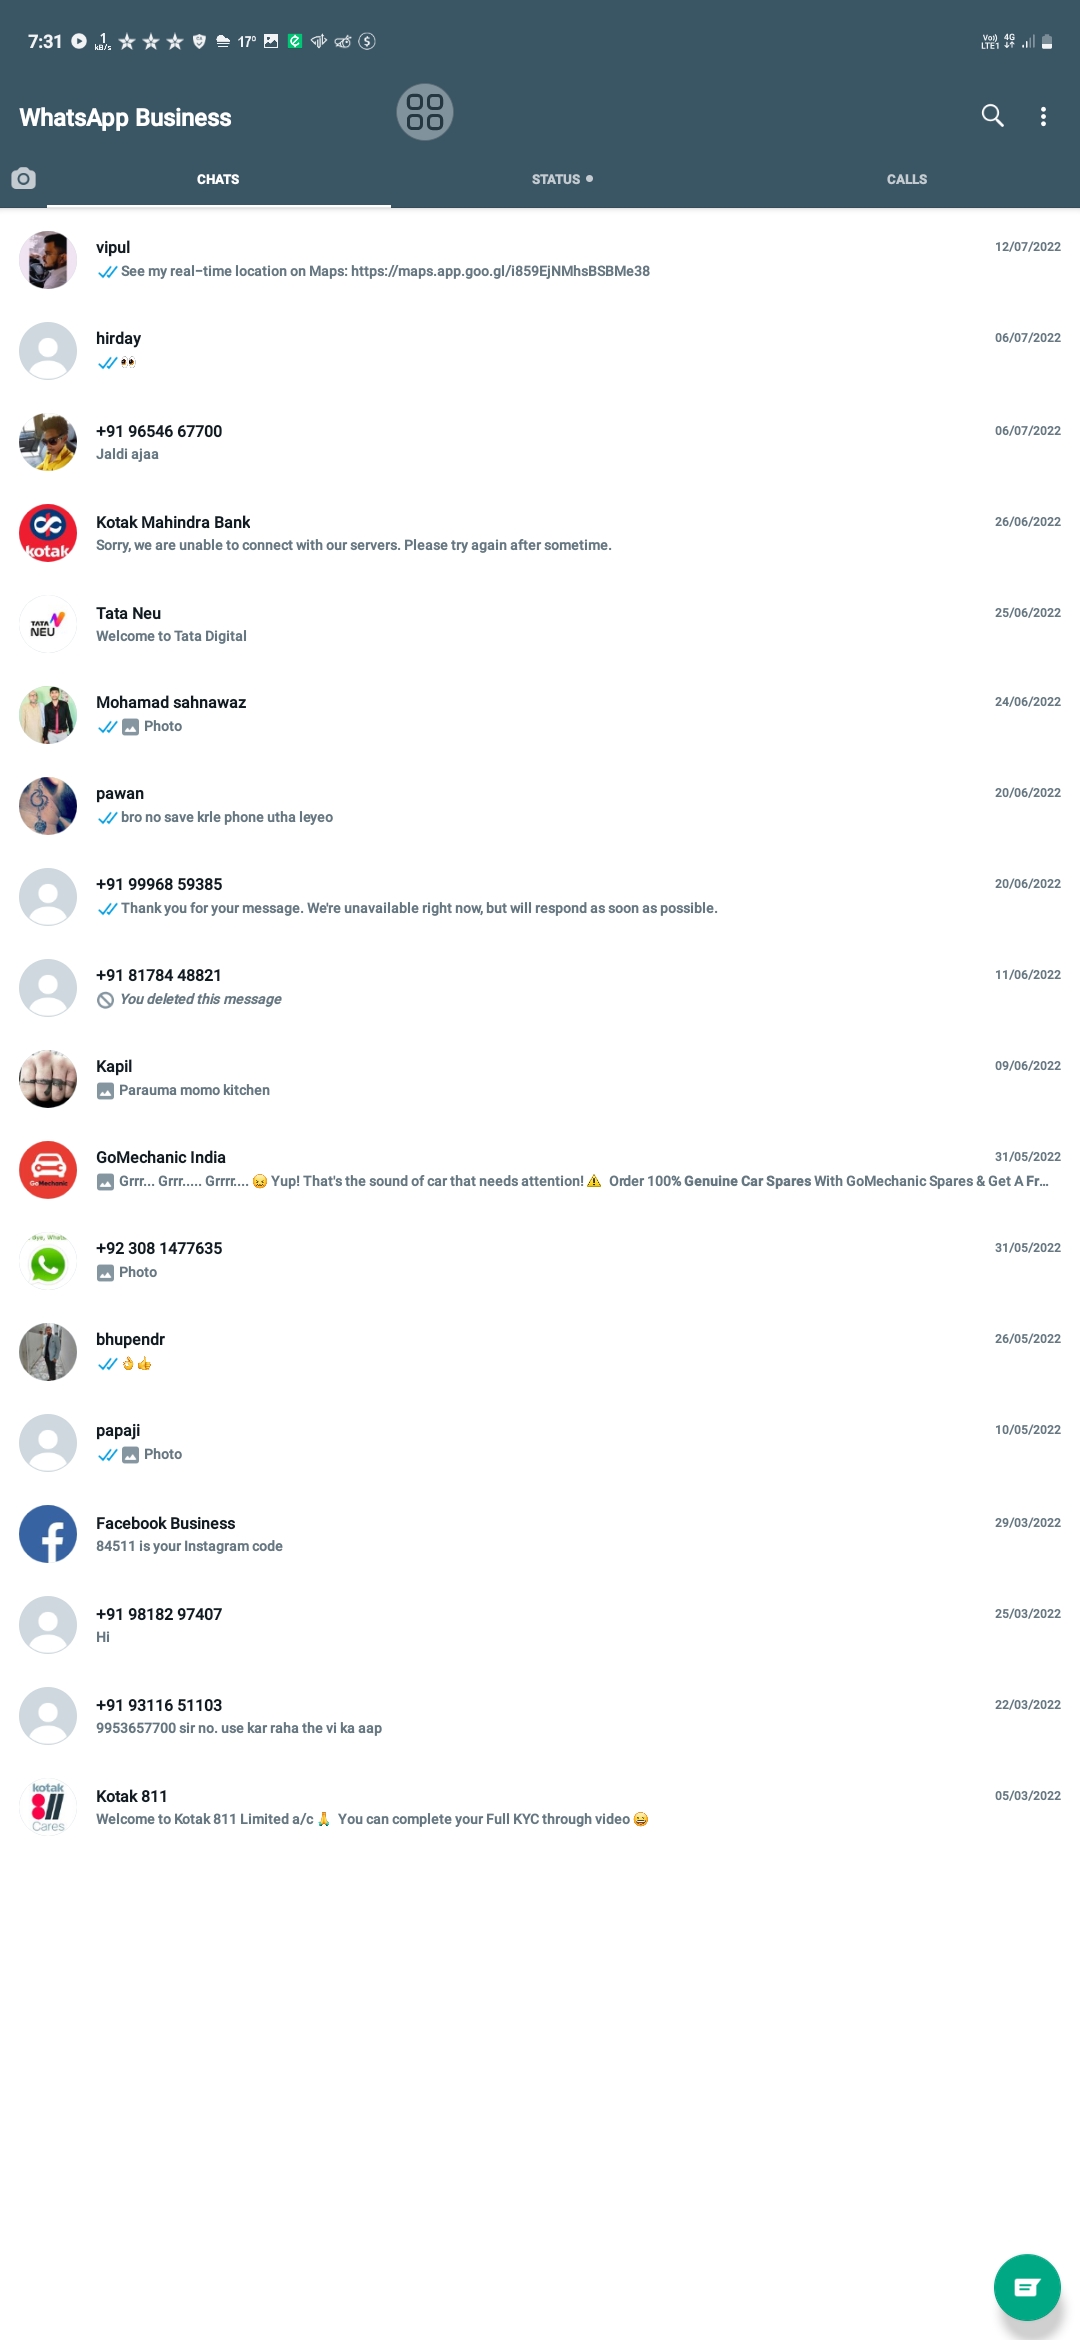 7:31 1 kB/s 17° Vo)) LTE1 4G
WhatsApp Business
CHATS STATUS CALLS
vipul 12/07/2022
See my real-time location on Maps: https://maps.app.goo.gl/i859EjNMhsBSBMe38
hirday 06/07/2022
👀
+91 96546 67700 06/07/2022
Jaldi ajaa
kotak
Kotak Mahindra Bank 26/06/2022
Sorry, we are unable to connect with our servers. Please try again after sometime.
TATA
NEU
Tata Neu 25/06/2022
Welcome to Tata Digital
Mohamad sahnawaz 24/06/2022
Photo
pawan 20/06/2022
bro no save krle phone utha leyeo
+91 99968 59385 20/06/2022
Thank you for your message. We're unavailable right now, but will respond as soon as possible.
+91 81784 48821 11/06/2022
You deleted this message
Kapil 09/06/2022
Parauma momo kitchen
GoMechanic
GoMechanic India 31/05/2022
Grrr... Grrr..... Grrrr.... 😖 Yup! That's the sound of car that needs attention! ⚠️ Order 100% Genuine Car Spares With GoMechanic Spares & Get A Fr...
+92 308 1477635 31/05/2022
Photo
bhupendr 26/05/2022
👌👍
papaji 10/05/2022
Photo
f
Facebook Business 29/03/2022
84511 is your Instagram code
+91 98182 97407 25/03/2022
Hi
+91 93116 51103 22/03/2022
9953657700 sir no. use kar raha the vi ka aap
kotak
811
Cares
Kotak 811 05/03/2022
Welcome to Kotak 811 Limited a/c 🙏 You can complete your Full KYC through video 😄